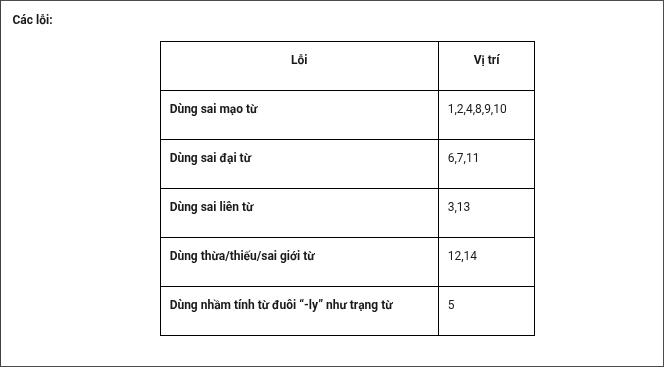 Các lỗi:
Lỗi Vị trí
Dùng sai mạo từ 1,2,4,8,9,10
Dùng sai đại từ 6,7,11
Dùng sai liên từ 3,13
Dùng thừa/thiếu/sai giới từ 12,14
Dùng nhầm tính từ đuôi “-ly” như trạng từ 5